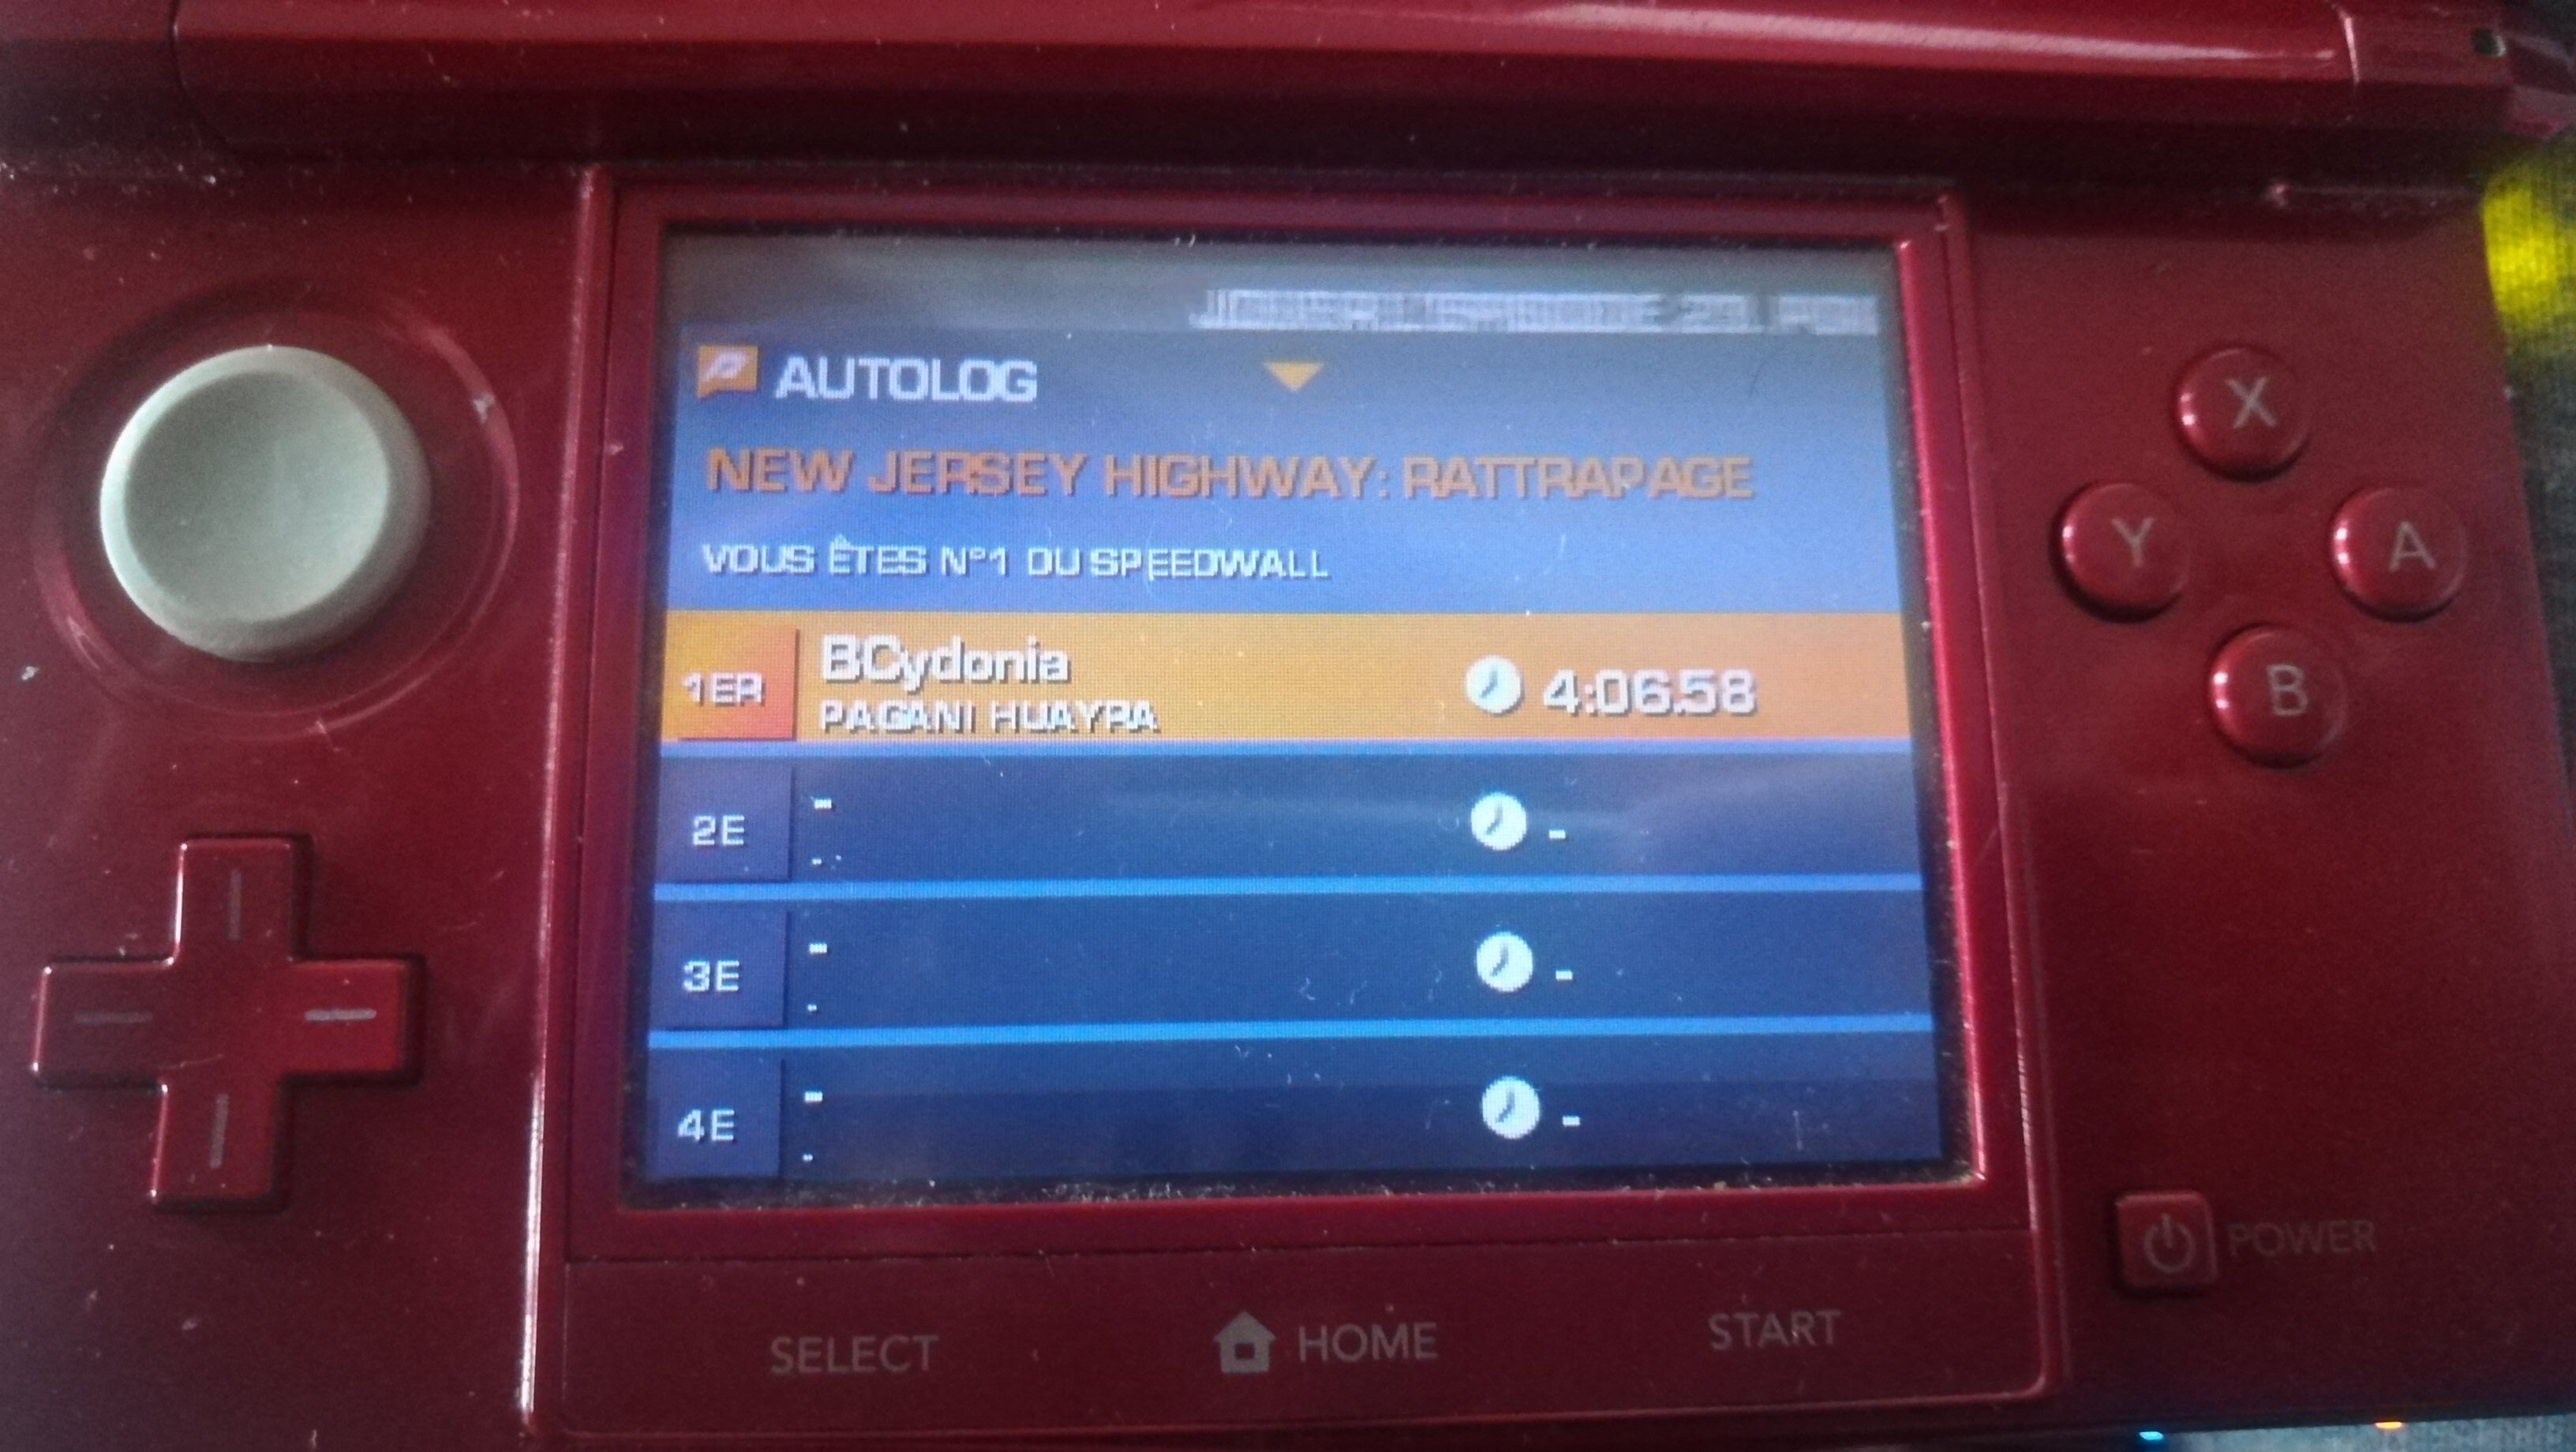 AUTOLOG
NEW JERSEY HIGHWAY: RATTRAPAGE
VOUS ÊTES N°1 DU SPEEDWALL
1ER BCydonia 4:06.58
PAGANI HUAYRA
2E - -
-
3E - -
-
4E - -
-
X
Y A
B
POWER
SELECT HOME START